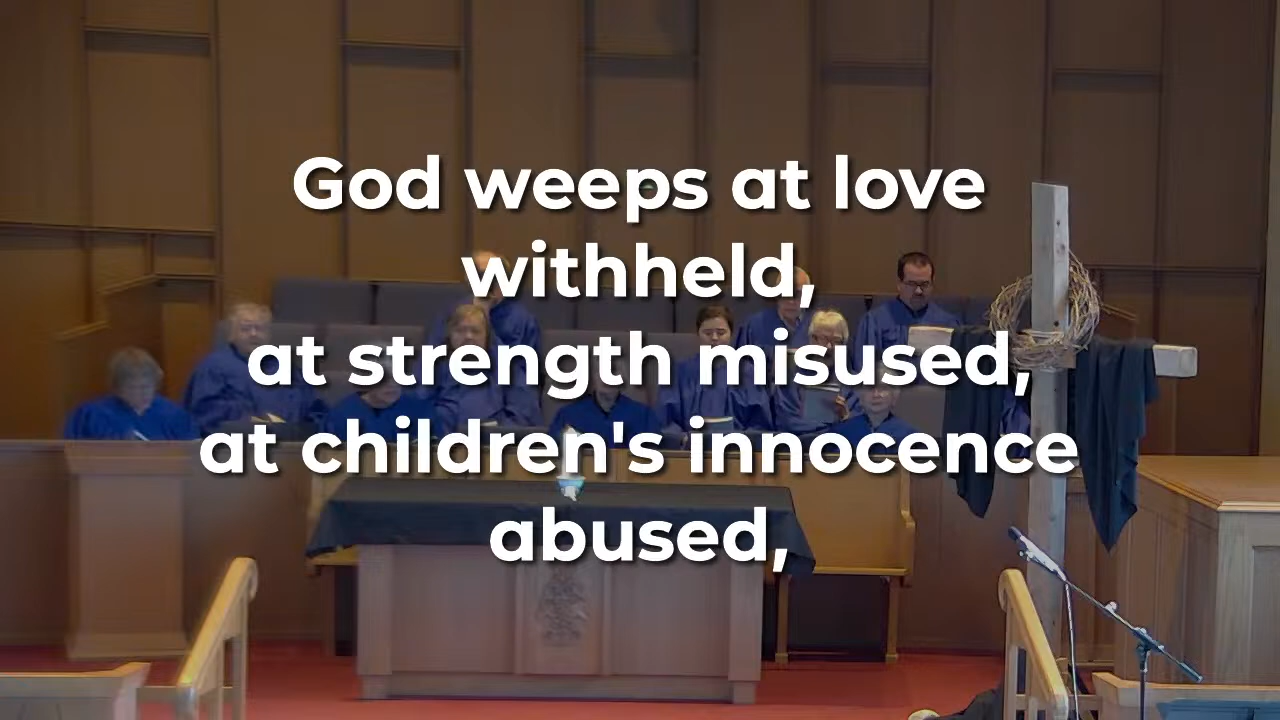 God weeps at love
withheld,
at strength misused,
at children's innocence
abused,